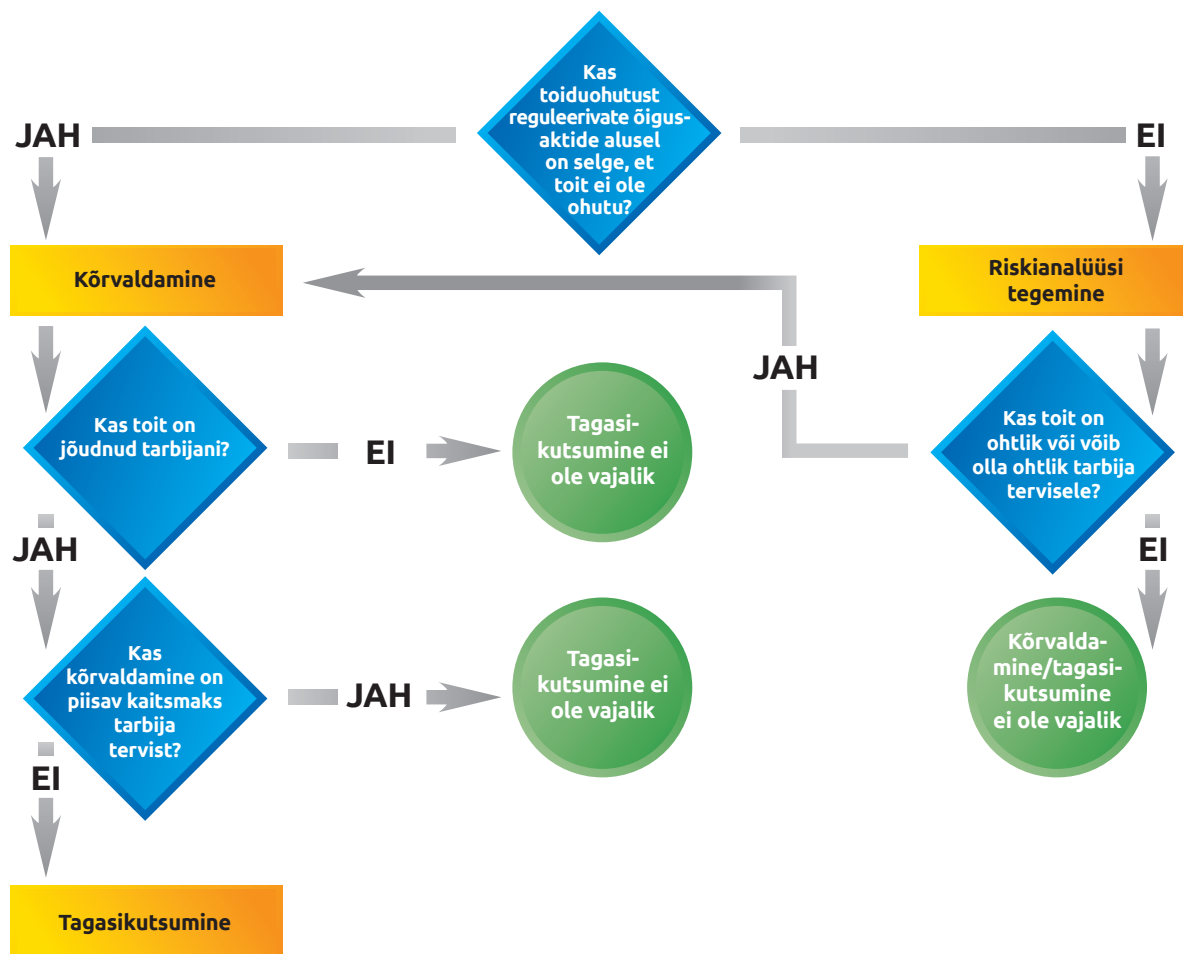 Kas
toiduohutust
reguleerivate õigus-
aktide alusel
on selge, et
toit ei ole
ohutu?
JAH
EI
Kõrvaldamine
Riskianalüüsi
tegemine
JAH
Kas toit on
jõudnud tarbijani?
EI
Tagasi-
kutsumine ei
ole vajalik
Kas toit on
ohtlik või võib
olla ohtlik tarbija
tervisele?
JAH
EI
Kas
kõrvaldamine on
piisav kaitsmaks
tarbija
tervist?
JAH
Tagasi-
kutsumine ei
ole vajalik
Kõrvalda-
mine/tagasi-
kutsumine
ei ole vajalik
EI
Tagasikutsumine